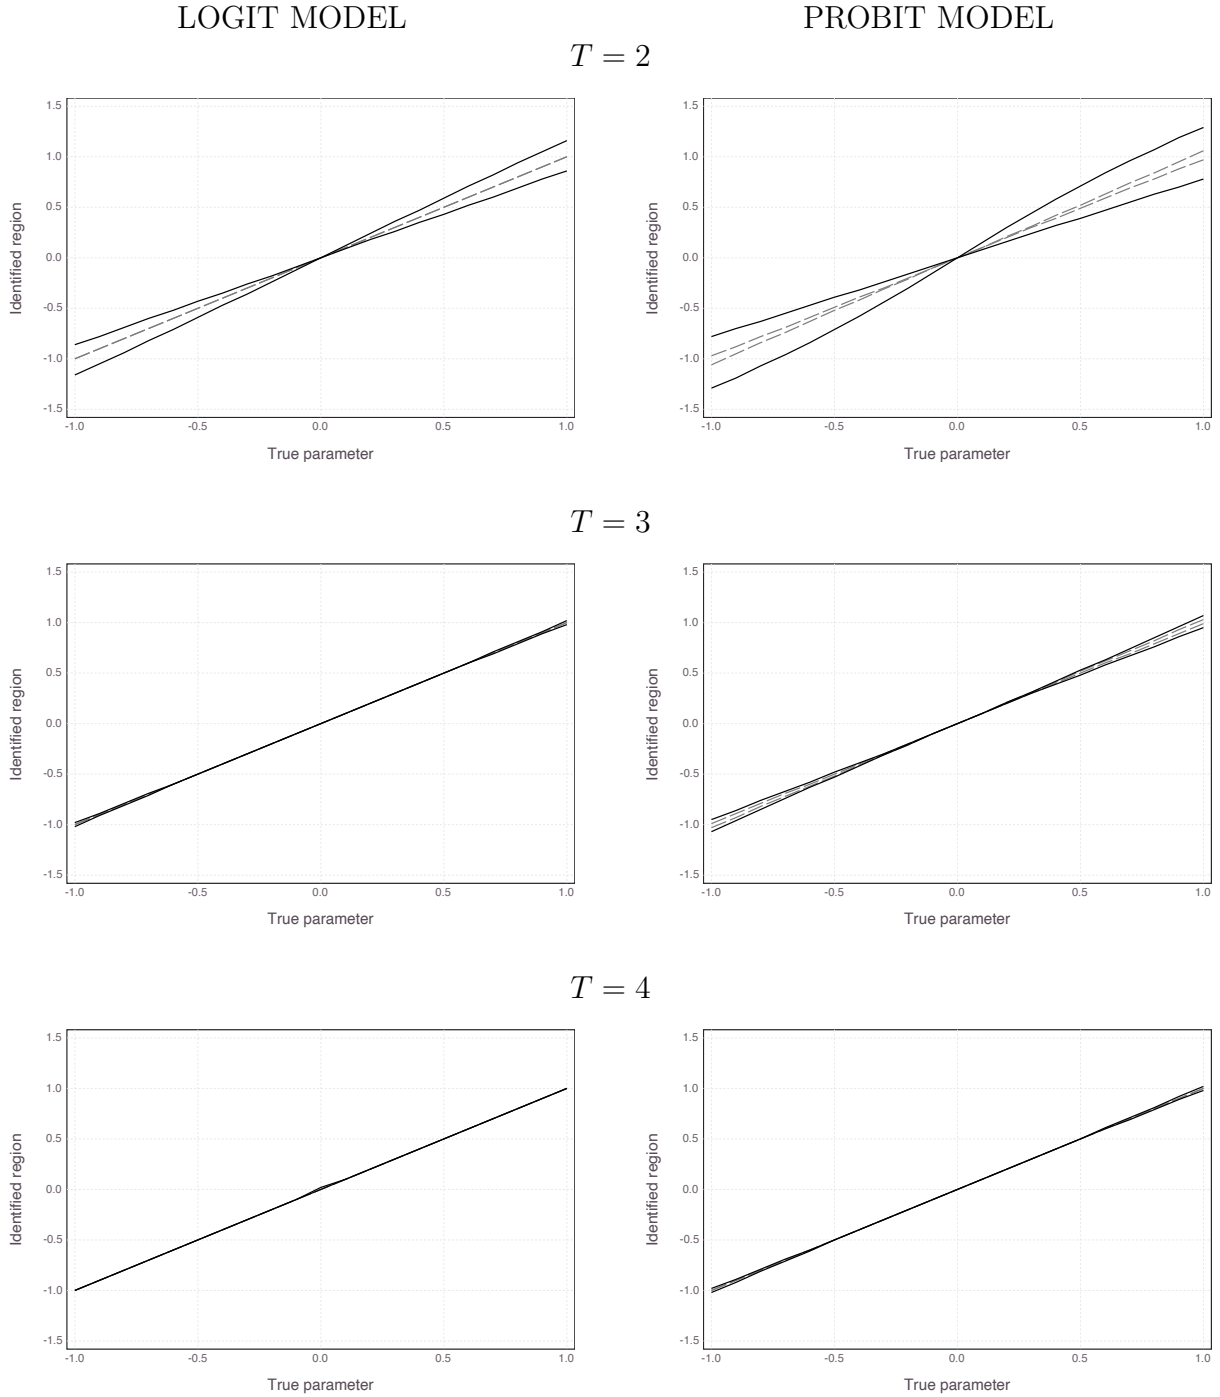 LOGIT MODEL PROBIT MODEL
T = 2
1.5 1.5
1.0 1.0
0.5 0.5
0.0 0.0
-0.5 -0.5
-1.0 -1.0
-1.5 -1.5
Identified region Identified region
-1.0 -0.5 0.0 0.5 1.0 -1.0 -0.5 0.0 0.5 1.0
True parameter True parameter
T = 3
1.5 1.5
1.0 1.0
0.5 0.5
0.0 0.0
-0.5 -0.5
-1.0 -1.0
-1.5 -1.5
Identified region Identified region
-1.0 -0.5 0.0 0.5 1.0 -1.0 -0.5 0.0 0.5 1.0
True parameter True parameter
T = 4
1.5 1.5
1.0 1.0
0.5 0.5
0.0 0.0
-0.5 -0.5
-1.0 -1.0
-1.5 -1.5
Identified region Identified region
-1.0 -0.5 0.0 0.5 1.0 -1.0 -0.5 0.0 0.5 1.0
True parameter True parameter